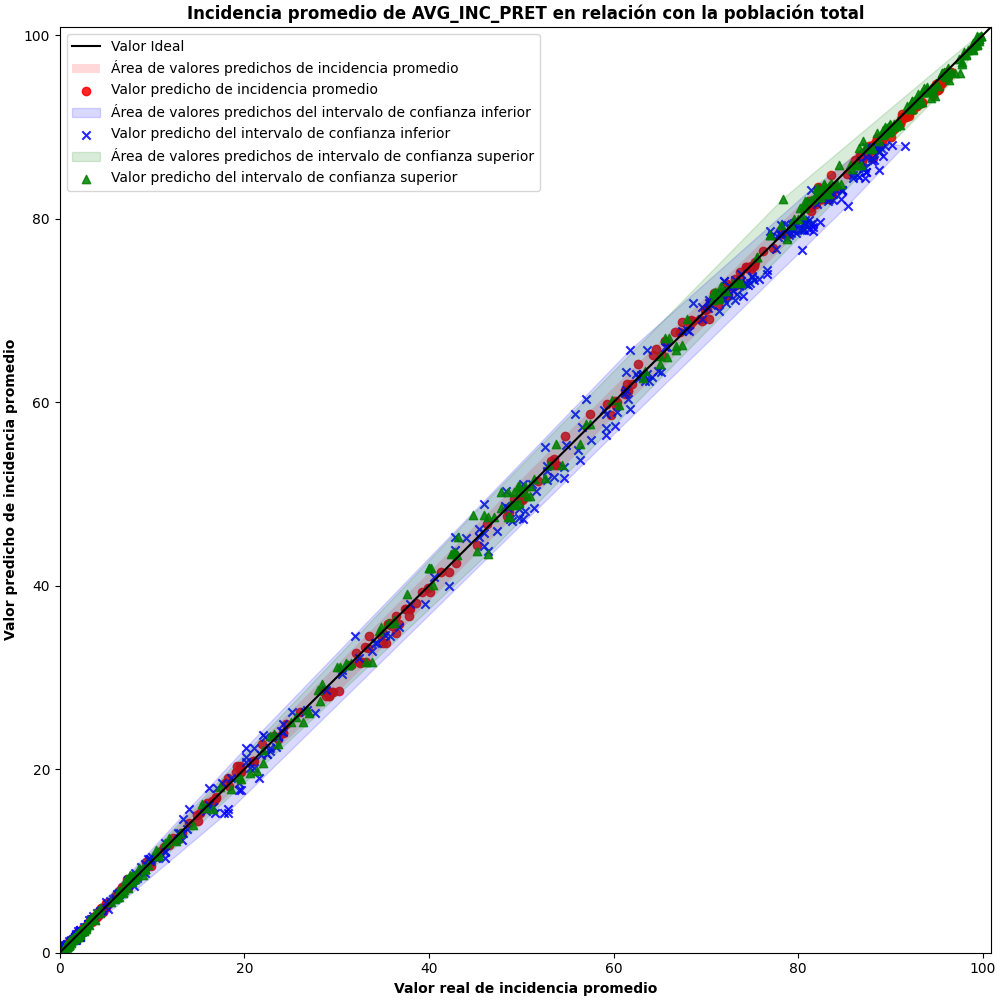 Incidencia promedio de AVG_INC_PRET en relación con la población total
Valor Ideal
Área de valores predichos de incidencia promedio
Valor predicho de incidencia promedio
Área de valores predichos del intervalo de confianza inferior
Valor predicho del intervalo de confianza inferior
Área de valores predichos de intervalo de confianza superior
Valor predicho del intervalo de confianza superior
Valor predicho de incidencia promedio
100
80
60
40
20
0
0 20 40 60 80 100
Valor real de incidencia promedio